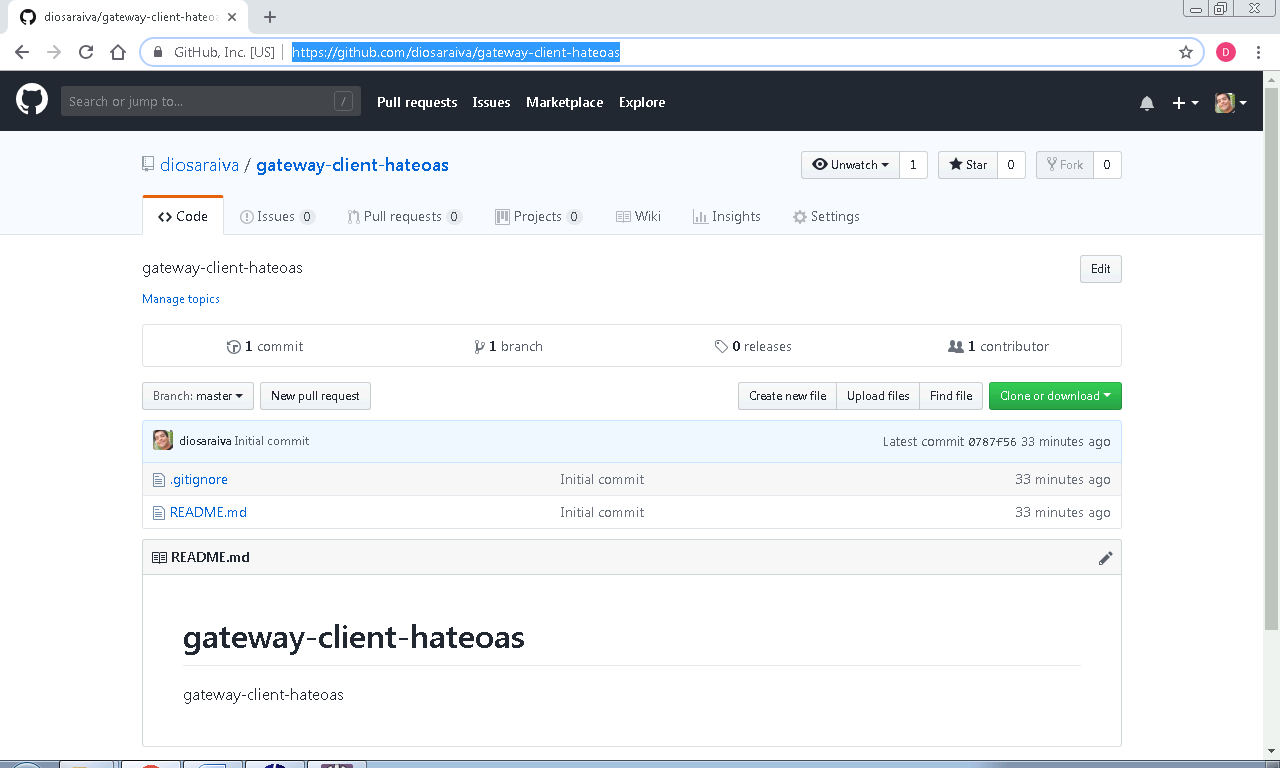 diosaraiva/gateway-client-hateoa
GitHub, Inc. [US] https://github.com/diosaraiva/gateway-client-hateoas D
Search or jump to... / Pull requests Issues Marketplace Explore
diosaraiva / gateway-client-hateoas Unwatch 1 Star 0 Fork 0
Code Issues 0 Pull requests 0 Projects 0 Wiki Insights Settings
gateway-client-hateoas Edit
Manage topics
1 commit 1 branch 0 releases 1 contributor
Branch: master New pull request Create new file Upload files Find file Clone or download
diosaraiva Initial commit Latest commit 0787f56 33 minutes ago
.gitignore Initial commit 33 minutes ago
README.md Initial commit 33 minutes ago
README.md
gateway-client-hateoas
gateway-client-hateoas